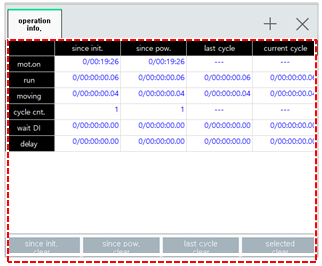 operation
info.
since init. since pow. last cycle current cycle
mot.on 0/00:19:26 0/00:19:26 --- ---
run 0/00:00:00.06 0/00:00:00.06 0/00:00:00.06 0/00:00:00.06
moving 0/00:00:00.04 0/00:00:00.04 0/00:00:00.04 0/00:00:00.04
cycle cnt. 1 1 --- ---
wait DI 0/00:00:00.00 0/00:00:00.00 0/00:00:00.00 0/00:00:00.00
delay 0/00:00:00.00 0/00:00:00.00 0/00:00:00.00 0/00:00:00.00
since init. since pow. last cycle selected
clear clear clear clear